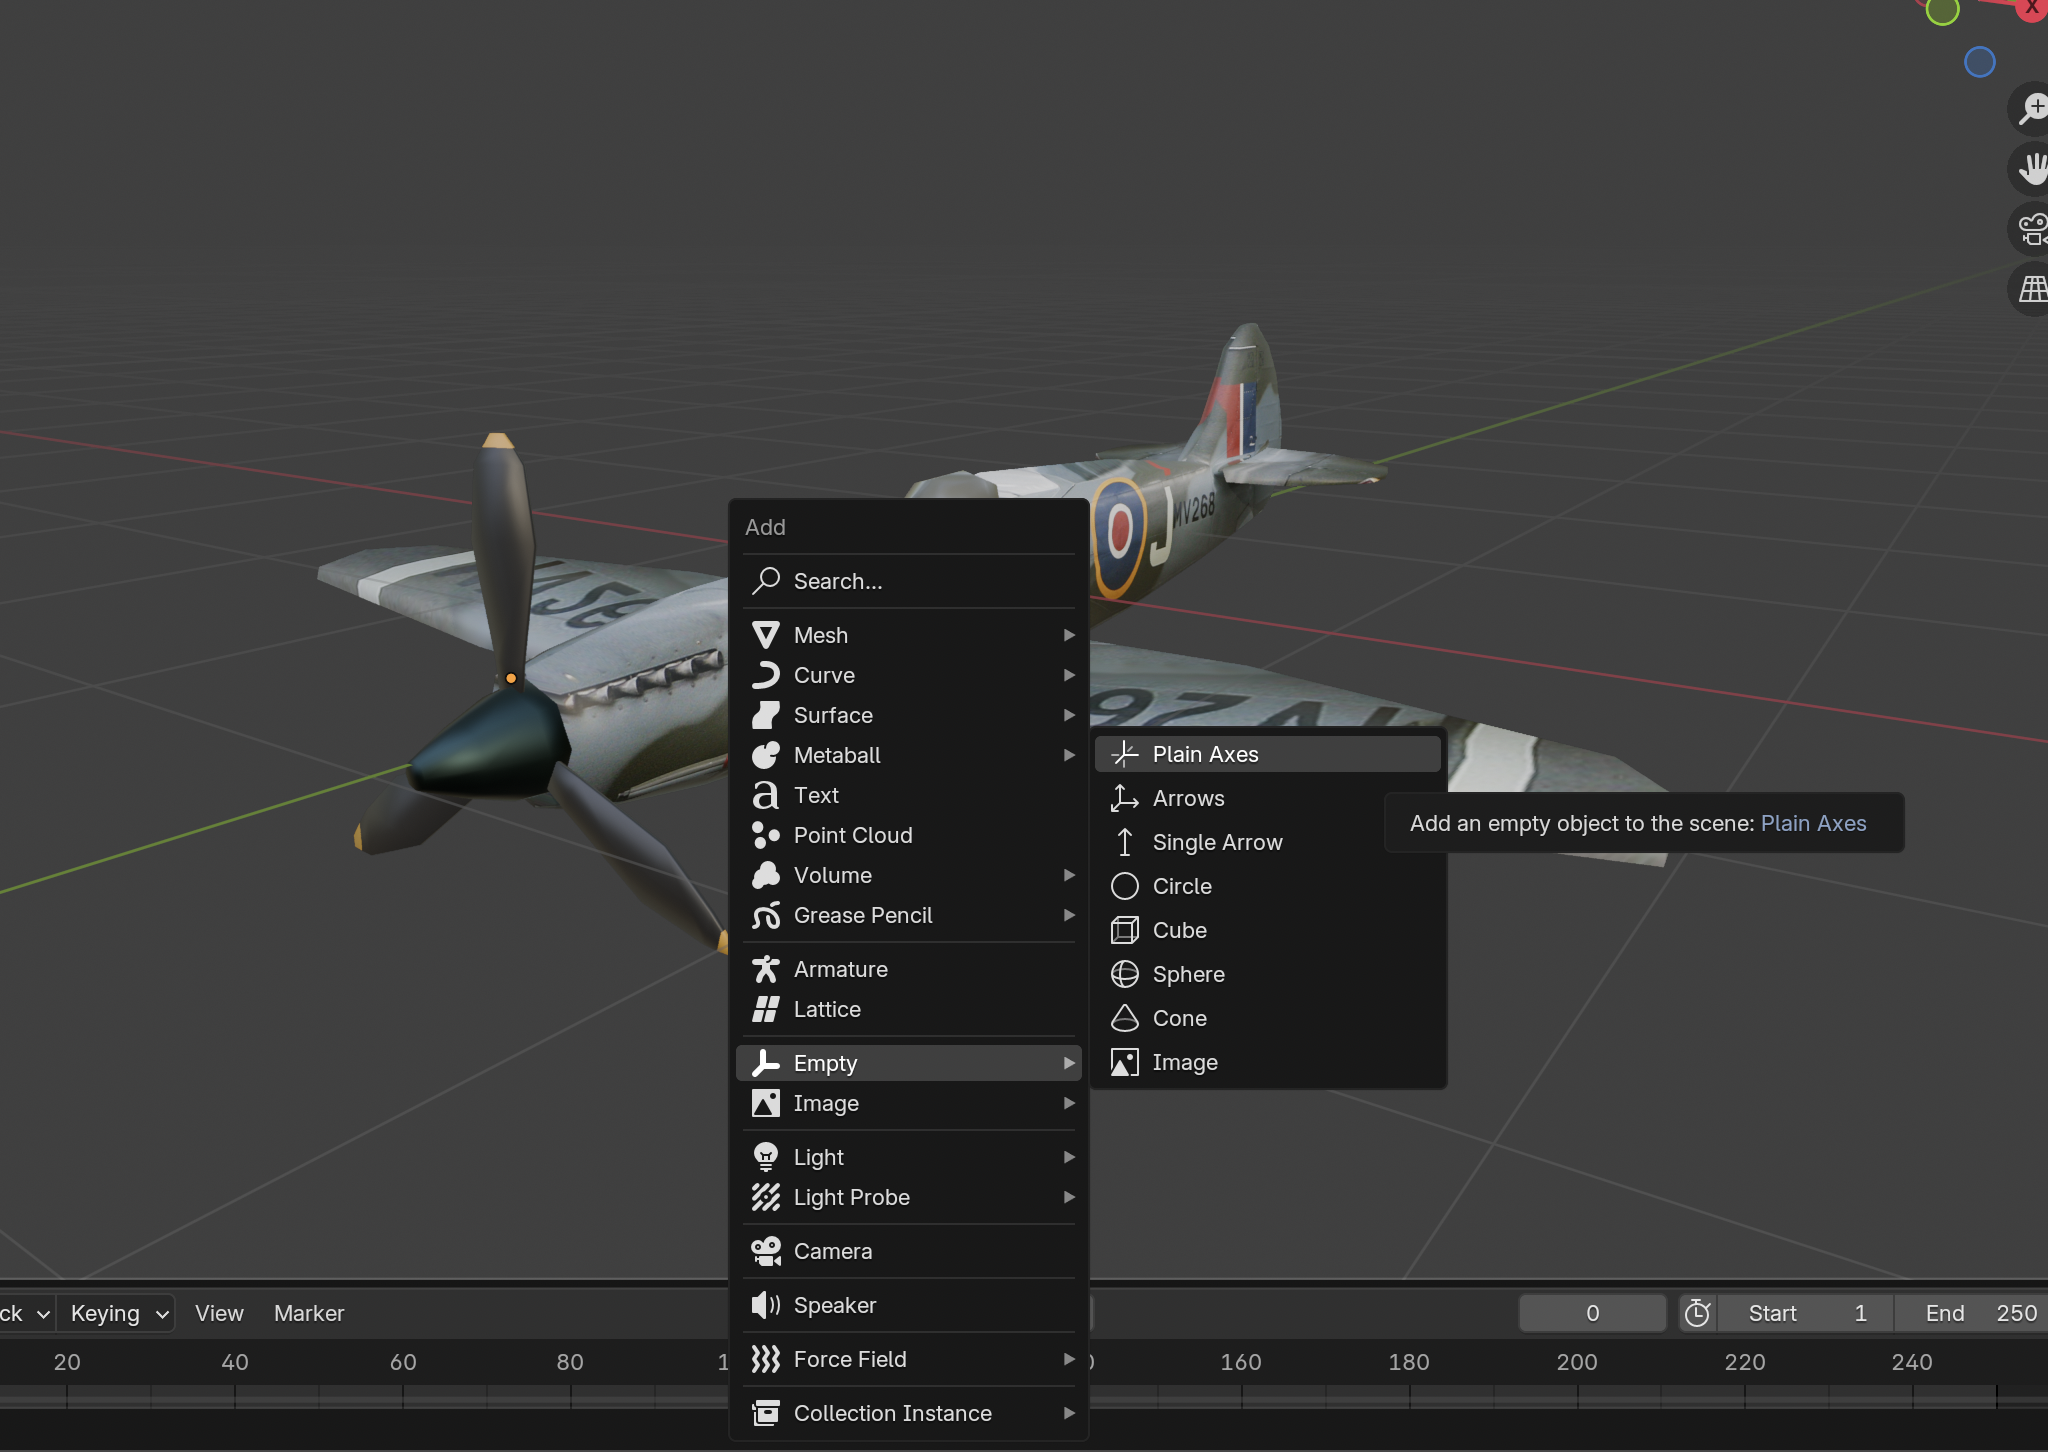 X
MV268
J
Add
Search...
Mesh
Curve
Surface
Metaball
Text
Point Cloud
Volume
Grease Pencil
Armature
Lattice
Empty
Image
Light
Light Probe
Camera
Speaker
Force Field
Collection Instance
Plain Axes
Arrows
Single Arrow
Circle
Cube
Sphere
Cone
Image
Add an empty object to the scene: Plain Axes
ck Keying View Marker 0 Start 1 End 250
20 40 60 80 160 180 200 220 240